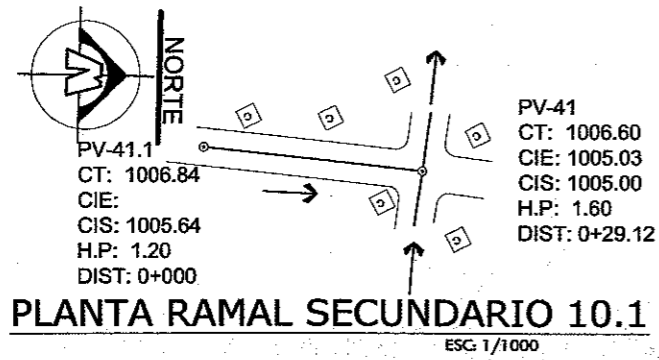 NORTE
PV-41.1
CT: 1006.84
CIE:
CIS: 1005.64
H.P: 1.20
DIST: 0+000
C
C
C
C
C
C
PV-41
CT: 1006.60
CIE: 1005.03
CIS: 1005.00
H.P: 1.60
DIST: 0+29.12
PLANTA RAMAL SECUNDARIO 10.1
ESC: 1/1000